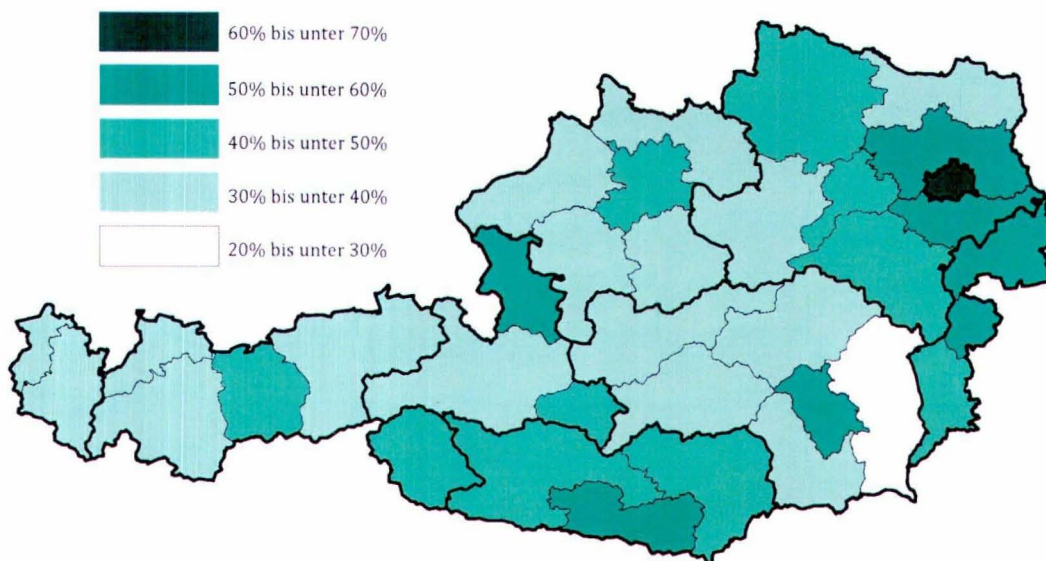 60% bis unter 70%
50% bis unter 60%
40% bis unter 50%
30% bis unter 40%
20% bis unter 30%